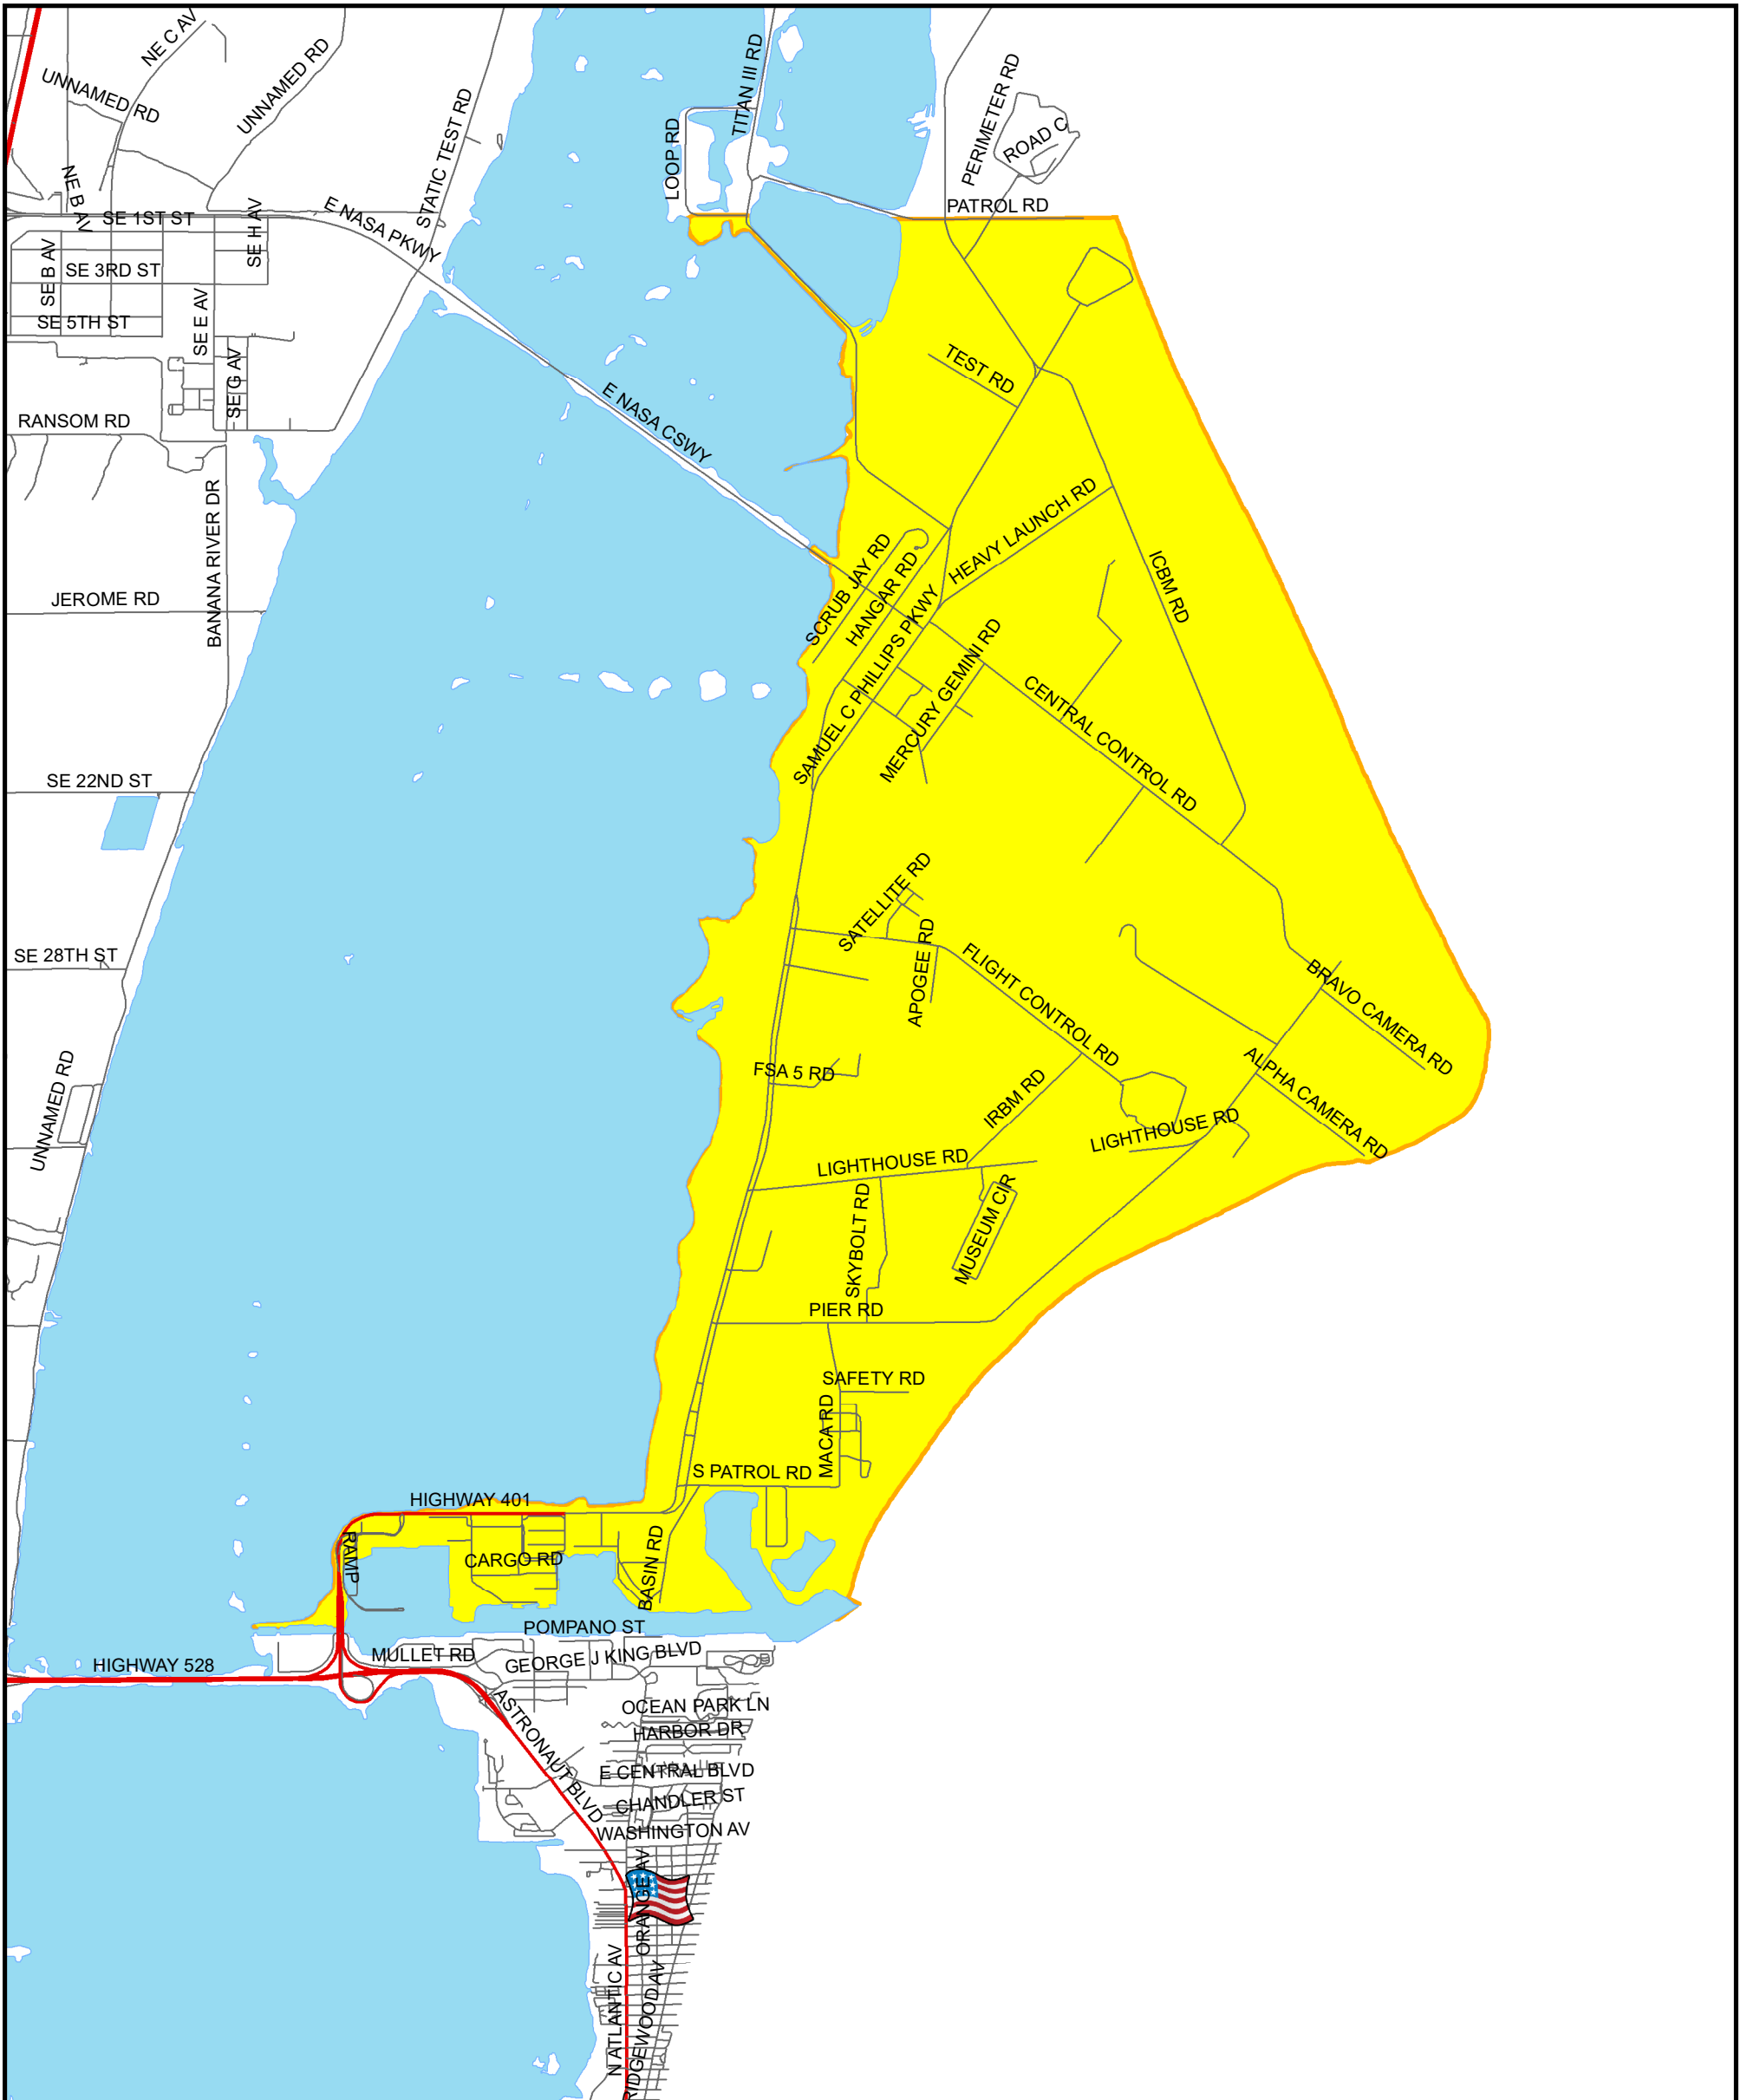 NE C AV
UNNAMED RD
UNNAMED RD
STATIC TEST RD
TITAN III RD
LOOP RD
PERIMETER RD
ROAD C
PATROL RD
NE B AV
SE 1ST ST
SE H AV
E NASA PKWY
SE B AV
SE 3RD ST
SE E AV
SE 5TH ST
SE G AV
TEST RD
E NASA CSWY
RANSOM RD
BANANA RIVER DR
HEAVY LAUNCH RD
SCRUB JAY RD
HANGAR RD
ICBM RD
JEROME RD
SAMUEL C PHILLIPS PKWY
MERCURY GEMINI RD
CENTRAL CONTROL RD
SE 22ND ST
SATELLITE RD
APOGEE RD
FLIGHT CONTROL RD
SE 28TH ST
BRAVO CAMERA RD
UNNAMED RD
FSA 5 RD
IRBM RD
ALPHA CAMERA RD
LIGHTHOUSE RD
LIGHTHOUSE RD
SKYBOLT RD
MUSEUM CIR
PIER RD
SAFETY RD
MACA RD
S PATROL RD
HIGHWAY 401
RAMP
CARGO RD
BASIN RD
POMPANO ST
MULLET RD
GEORGE J KING BLVD
HIGHWAY 528
ASTRONAUT BLVD
OCEAN PARK LN
HARBOR DR
E CENTRAL BLVD
CHANDLER ST
WASHINGTON AV
ORANGE AV
N ATLANTIC AV
RIDGEWOOD AV